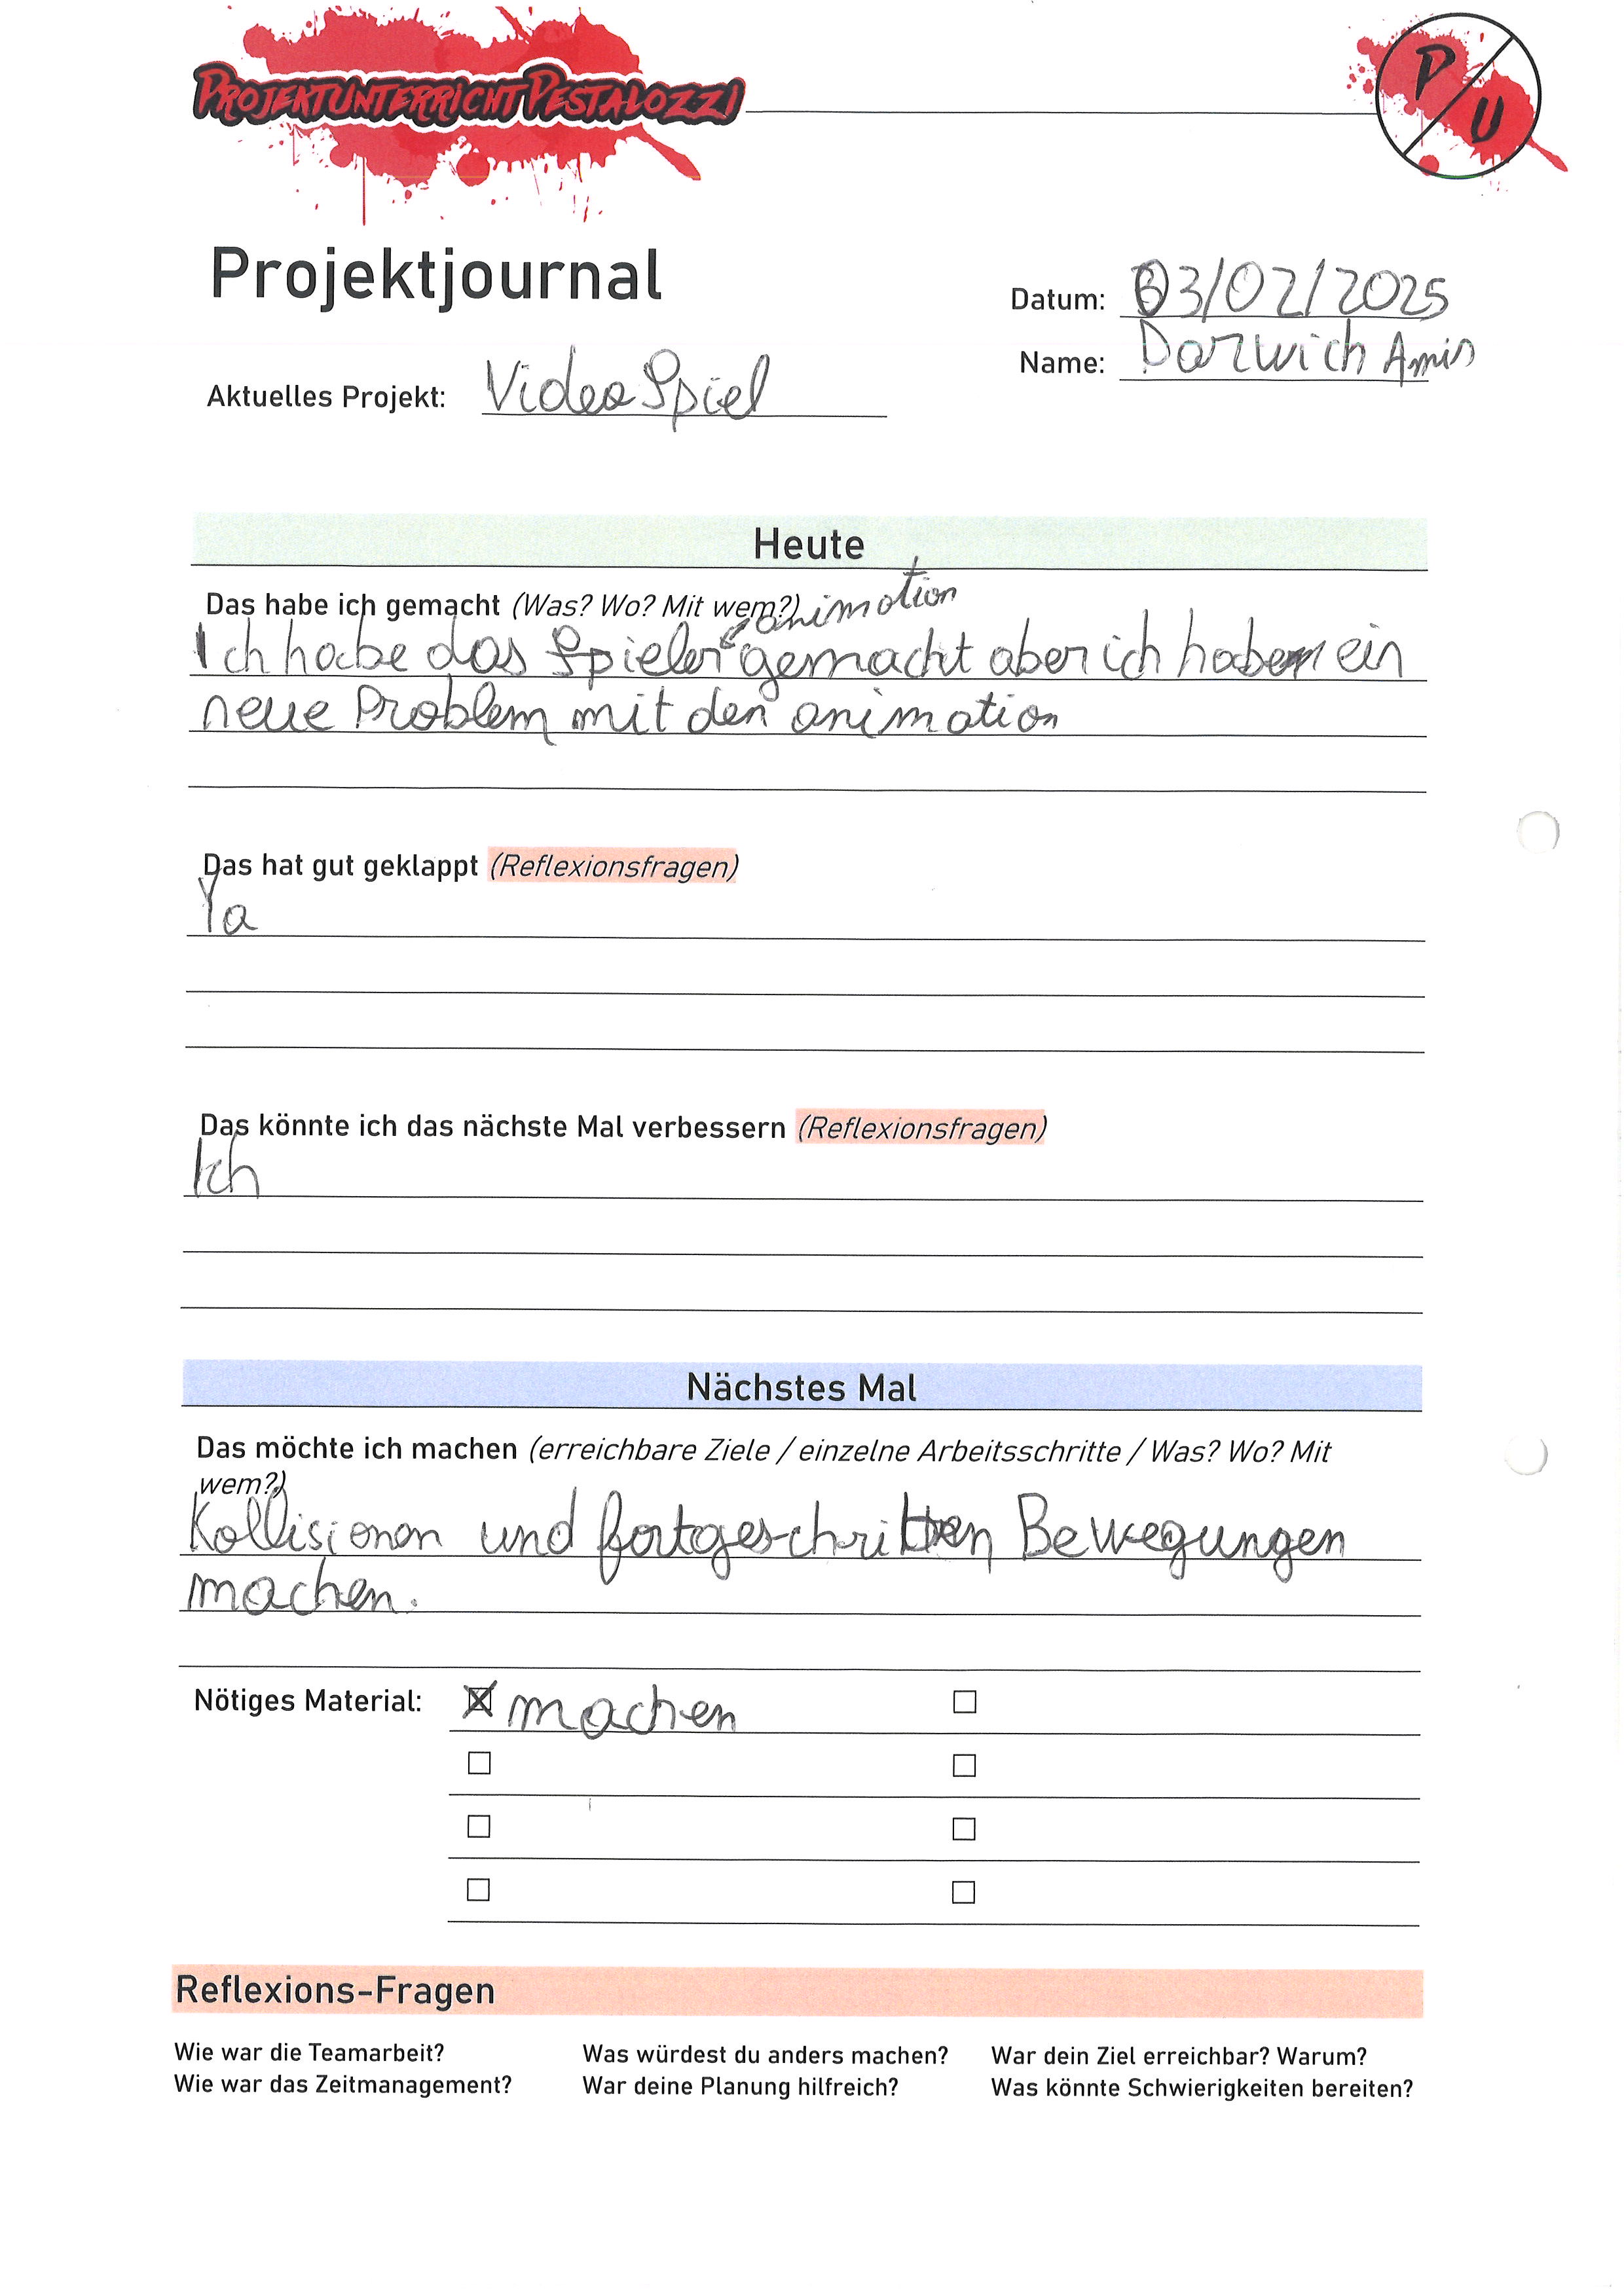 PROJEKTUNTERRICHT PESTALOZZI
P U
Projektjournal
Datum: 03/02/2025
Name: Darwich Amin
Aktuelles Projekt: Video Spiel
Heute
Das habe ich gemacht (Was? Wo? Mit wem?) animation
Ich habe das Spieler gemacht aber ich haben ein
neue Problem mit den animation
Das hat gut geklappt (Reflexionsfragen)
Ya
Das könnte ich das nächste Mal verbessern (Reflexionsfragen)
Ich
Nächstes Mal
Das möchte ich machen (erreichbare Ziele / einzelne Arbeitsschritte / Was? Wo? Mit
wem?)
Kollisionen und fortgeschritten Bewegungen
machen.
Nötiges Material: machen
Reflexions-Fragen
Wie war die Teamarbeit? Was würdest du anders machen? War dein Ziel erreichbar? Warum?
Wie war das Zeitmanagement? War deine Planung hilfreich? Was könnte Schwierigkeiten bereiten?